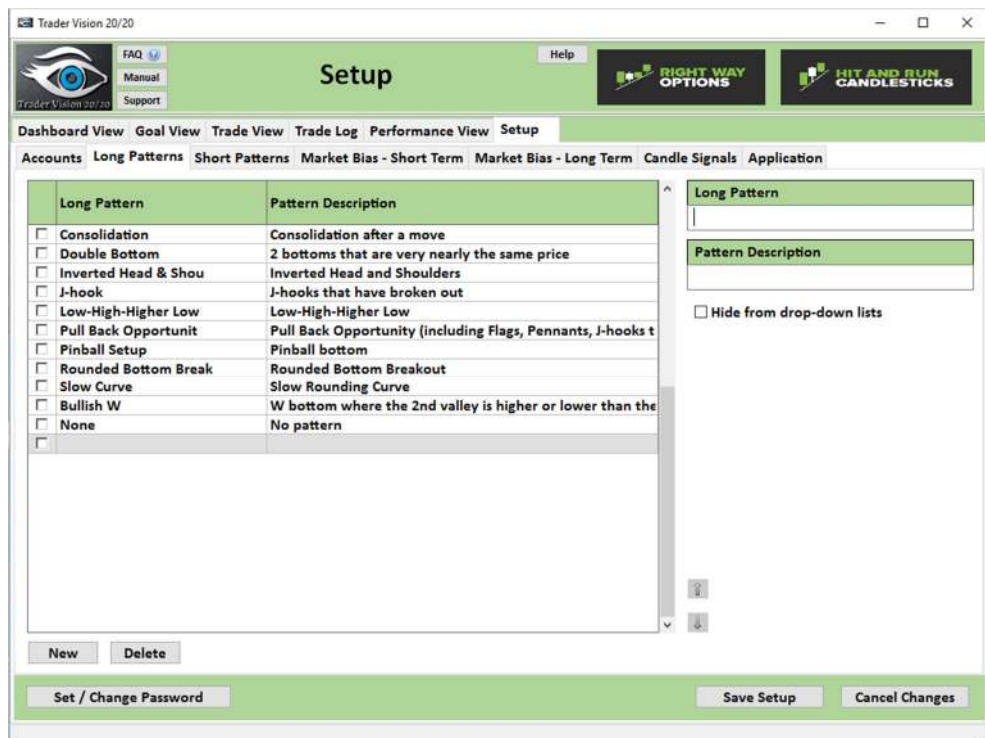 Trader Vision 20/20
FAQ
Manual
Support
Trader Vision 20/20
Setup
Help
RIGHT WAY
OPTIONS
HIT AND RUN
CANDLESTICKS
Dashboard View Goal View Trade View Trade Log Performance View Setup
Accounts Long Patterns Short Patterns Market Bias - Short Term Market Bias - Long Term Candle Signals Application
Long Pattern Pattern Description
Consolidation Consolidation after a move
Double Bottom 2 bottoms that are very nearly the same price
Inverted Head & Shou Inverted Head and Shoulders
J-hook J-hooks that have broken out
Low-High-Higher Low Low-High-Higher Low
Pull Back Opportunit Pull Back Opportunity (including Flags, Pennants, J-hooks t
Pinball Setup Pinball bottom
Rounded Bottom Break Rounded Bottom Breakout
Slow Curve Slow Rounding Curve
Bullish W W bottom where the 2nd valley is higher or lower than the
None No pattern
Long Pattern
Pattern Description
Hide from drop-down lists
New Delete
Set / Change Password Save Setup Cancel Changes